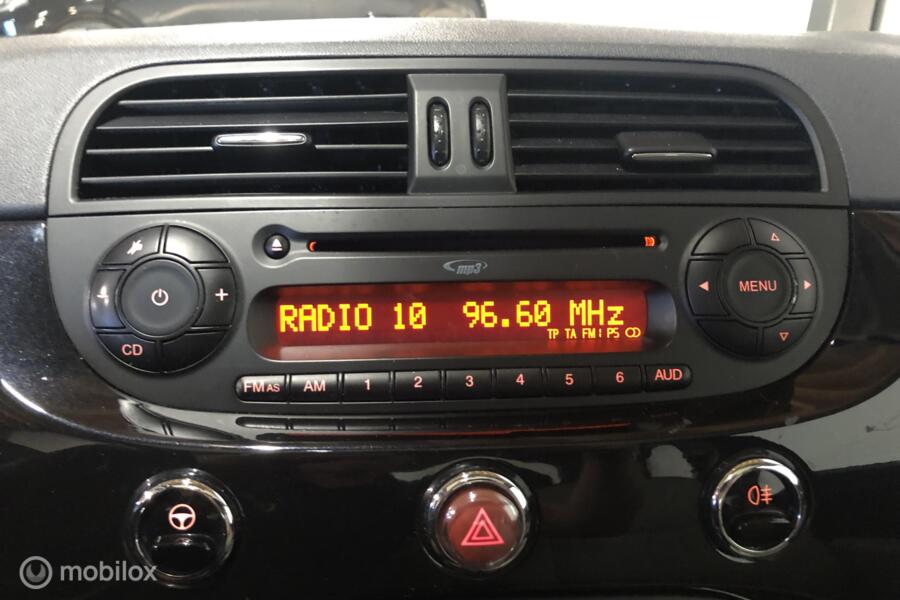 mp3
RADIO 10 96.60 MHz
TP TA FM:PS
MENU
CD
FM AS AM 1 2 3 4 5 6 AUD
mobilox